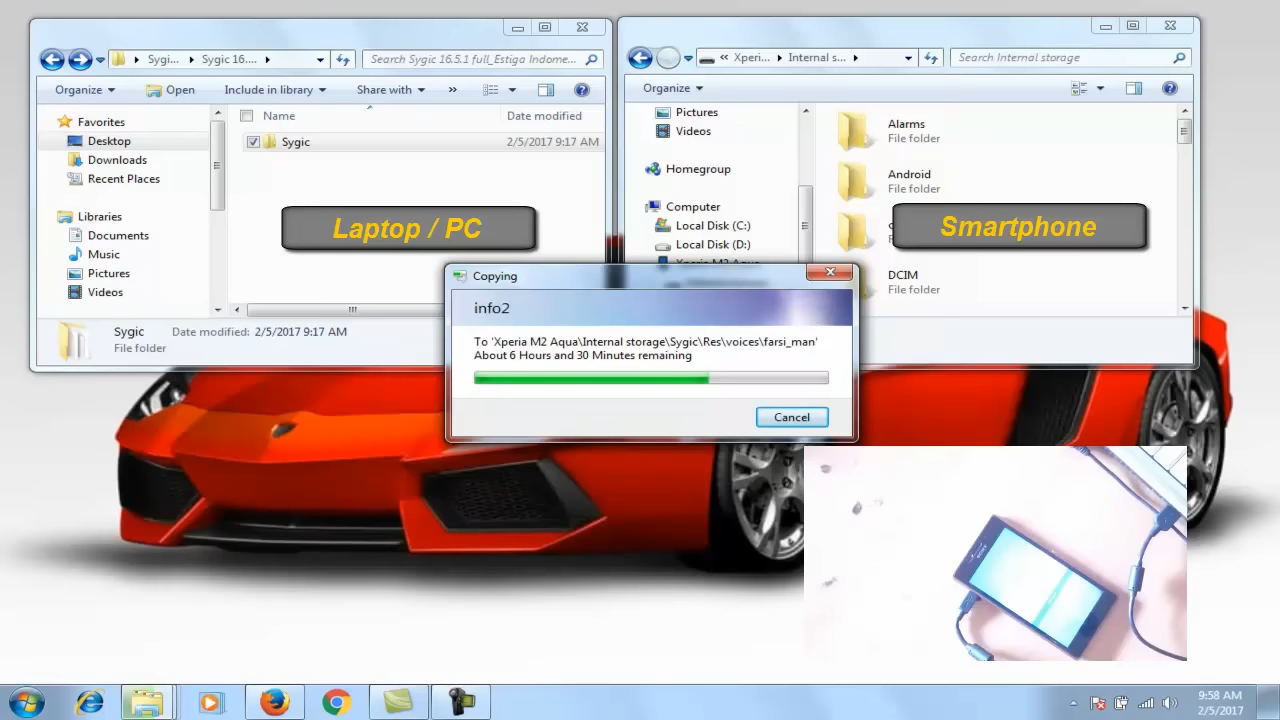 Sygi...
Sygic 16....
Search Sygic 16.5.1 full_Estiga Indome...
Organize
Open
Include in library
Share with
»
Favorites
Desktop
Downloads
Recent Places
Libraries
Documents
Music
Pictures
Videos
Name
Date modified
Sygic
2/5/2017 9:17 AM
Laptop / PC
Sygic
Date modified: 2/5/2017 9:17 AM
File folder
« Xperi...
Internal s...
Search Internal storage
Organize
Pictures
Videos
Homegroup
Computer
Local Disk (C:)
Local Disk (D:)
Xperia M2 Aqua
Alarms
File folder
Android
File folder
Smartphone
DCIM
File folder
Copying
info2
To 'Xperia M2 Aqua\Internal storage\Sygic\Res\voices\farsi_man'
About 6 Hours and 30 Minutes remaining
Cancel
SONY
9:58 AM
2/5/2017